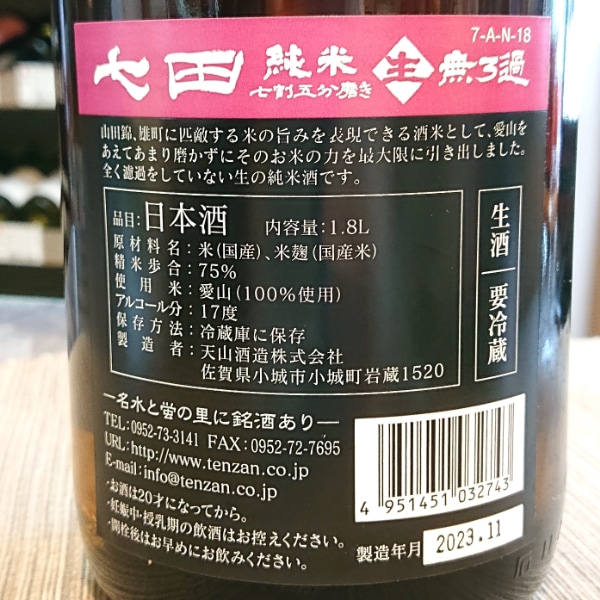 7-A-N-18
七田 純米 七割五分磨き 生 無ろ過
山田錦、雄町に匹敵する米の旨みを表現できる酒米として、愛山を
あえてあまり磨かずにそのお米の力を最大限に引き出しました。
全く濾過をしていない生の純米酒です。
品目:日本酒 内容量:1.8L
原材料名:米(国産)、米麹(国産米)
精米歩合:75%
使用米:愛山(100%使用)
アルコール分:17度
保存方法:冷蔵庫に保存
製造者:天山酒造株式会社
佐賀県小城市小城町岩蔵1520
生酒
要冷蔵
―名水と蛍の里に銘酒あり―
TEL:0952-73-3141 FAX:0952-72-7695
URL:http://www.tenzan.co.jp
E-mail:info@tenzan.co.jp
・お酒は20才になってから。
・妊娠中・授乳期の飲酒はお控えください。
・開栓後はお早めにお飲みください。
4 951451 032743
製造年月 2023.11